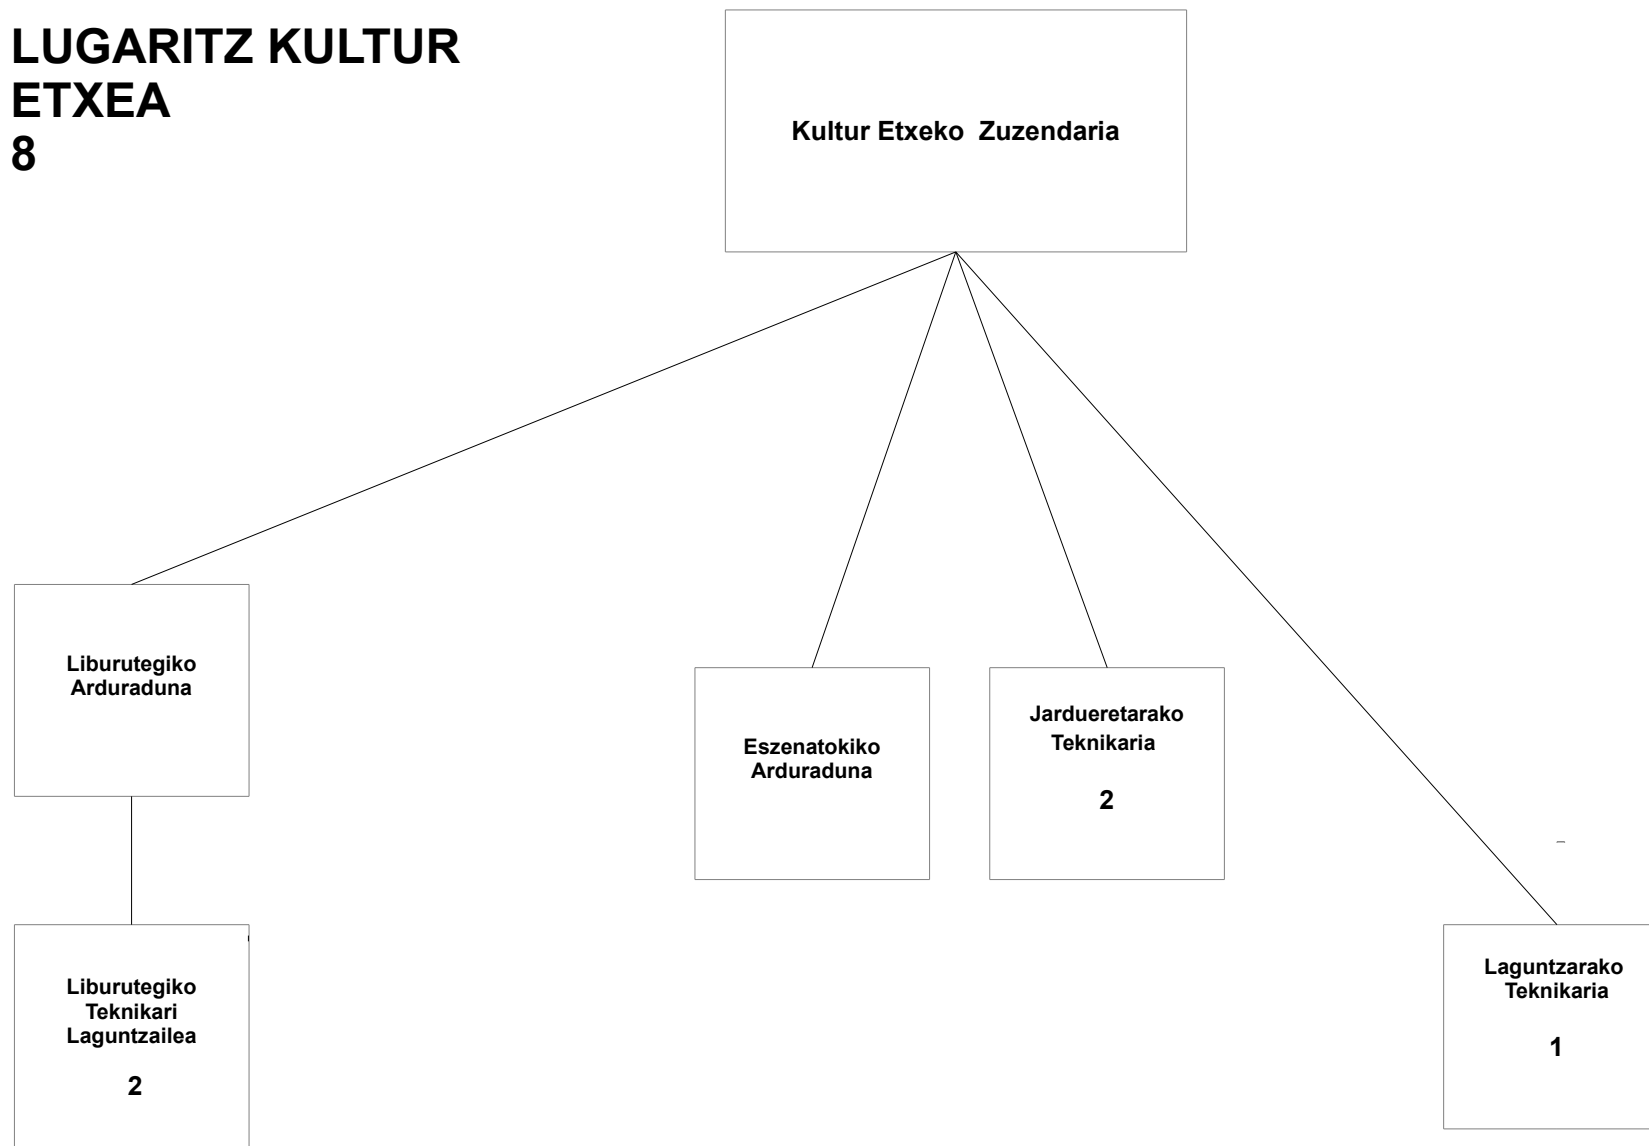 LUGARITZ KULTUR
ETXEA
8
Kultur Etxeko  Zuzendaria
Liburutegiko
Arduraduna
Eszenatokiko
Arduraduna
Jardueretarako
Teknikaria
2
Liburutegiko
Teknikari
Laguntzailea
2
Laguntzarako
Teknikaria
1